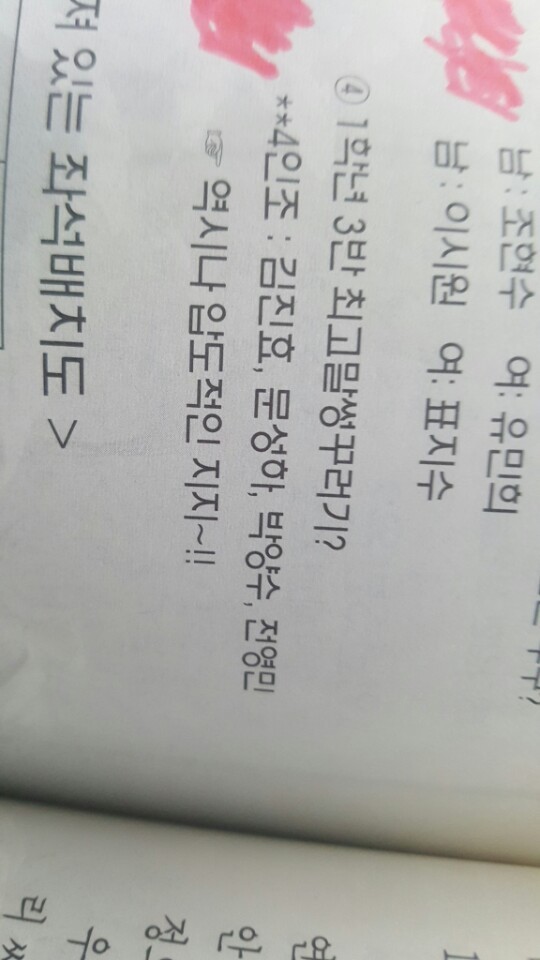 남: 조현수 여: 유민희
남: 이시원 여: 표지수
④ 1학년 3반 최고말썽꾸러기?
**4인조 : 김진효, 문성하, 박양수, 전영민
☞ 역시나 압도적인 지지~!!
있는 좌석배치도 >